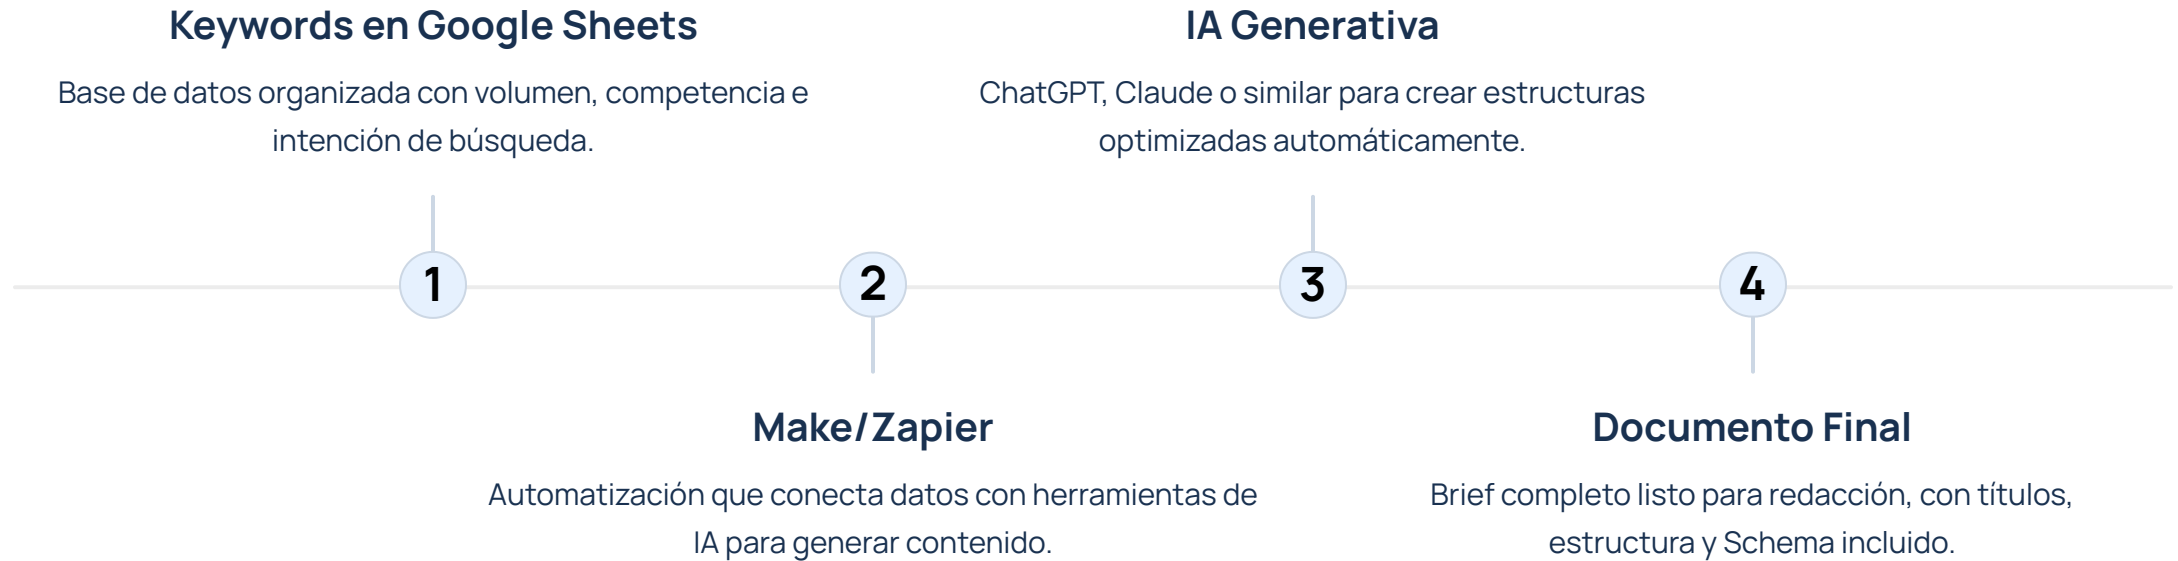 Keywords en Google Sheets
Base de datos organizada con volumen, competencia e
intención de búsqueda.
IA Generativa
ChatGPT, Claude o similar para crear estructuras
optimizadas automáticamente.
1
2
3
4
Make/Zapier
Automatización que conecta datos con herramientas de
IA para generar contenido.
Documento Final
Brief completo listo para redacción, con títulos,
estructura y Schema incluido.